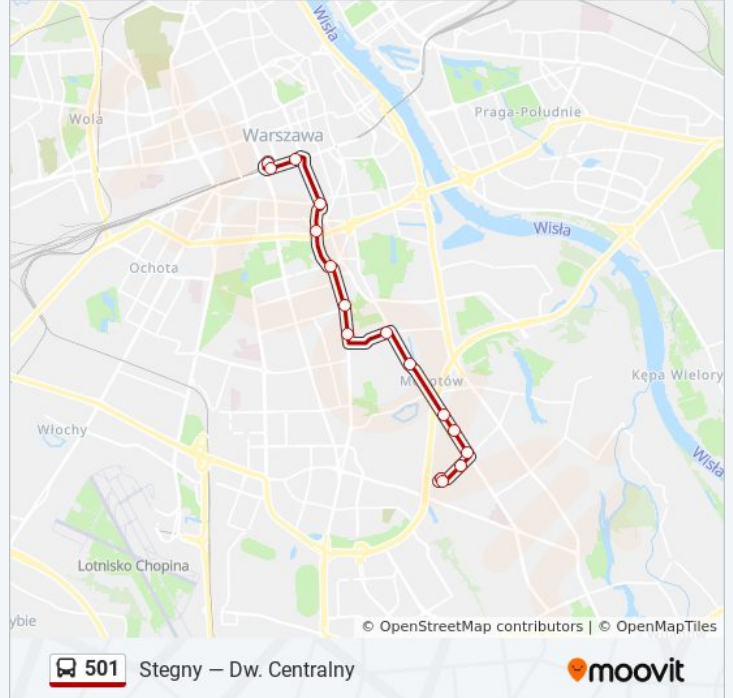 Wisła
Wola
Praga-Południe
Warszawa
Wisła
Ochota
Mokotów
Kępa Wielory
Włochy
Wisła
Lotnisko Chopina
ybie
© OpenStreetMap contributors | © OpenMapTiles
501 Stegny — Dw. Centralny moovit